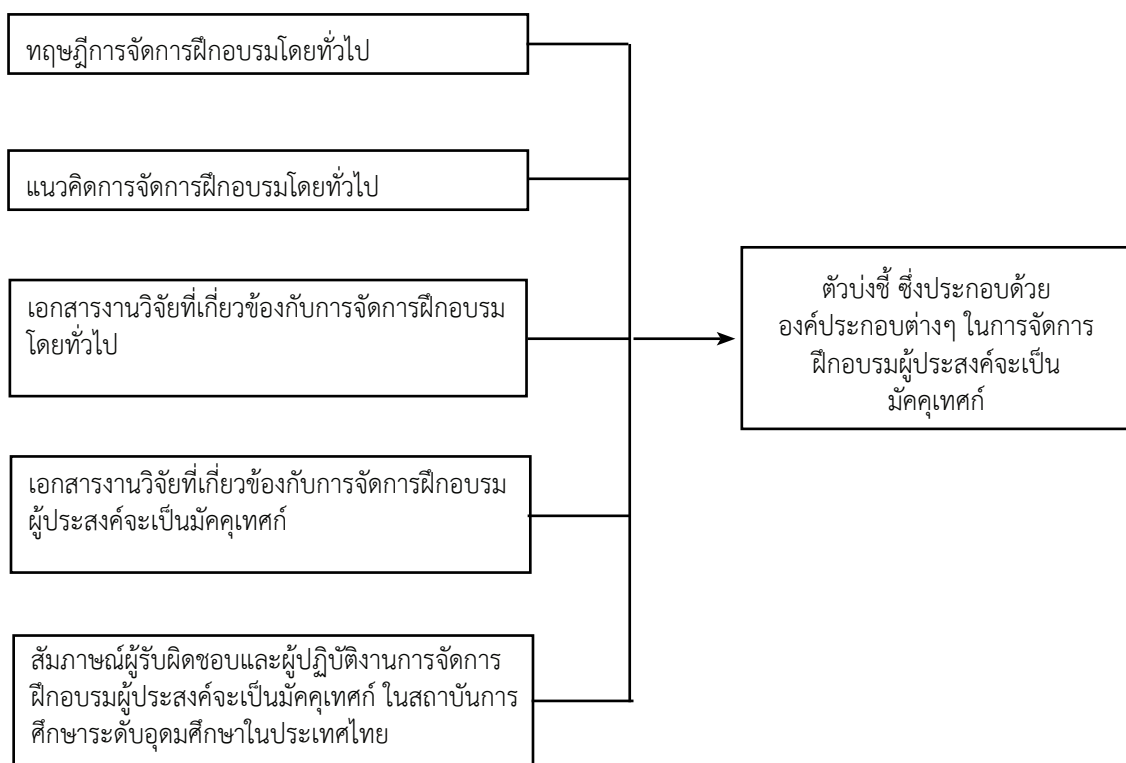 ทฤษฎีการจัดการฝึกอบรมโดยทั่วไป
แนวคิดการจัดการฝึกอบรมโดยทั่วไป
เอกสารงานวิจัยที่เกี่ยวข้องกับการจัดการฝึกอบรม
โดยทั่วไป
เอกสารงานวิจัยที่เกี่ยวข้องกับการจัดการฝึกอบรม
ผู้ประสงค์จะเป็นมัคคุเทศก์
สัมภาษณ์ผู้รับผิดชอบและผู้ปฏิบัติงานการจัดการ
ฝึกอบรมผู้ประสงค์จะเป็นมัคคุเทศก์ ในสถาบันการ
ศึกษาระดับอุดมศึกษาในประเทศไทย
ตัวบ่งชี้ ซึ่งประกอบด้วย
องค์ประกอบต่างๆ ในการจัดการ
ฝึกอบรมผู้ประสงค์จะเป็น
มัคคุเทศก์